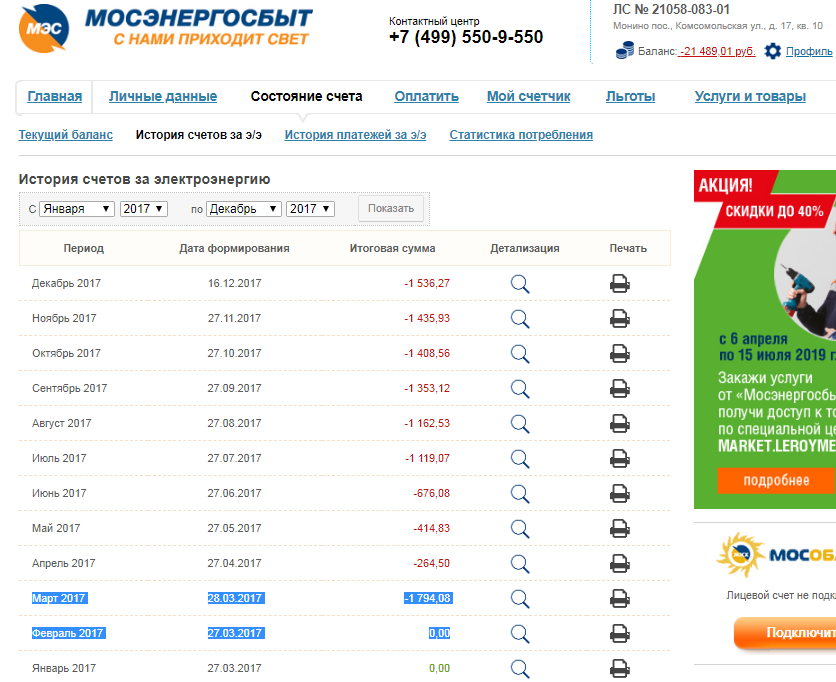 МЭС
МОСЭНЕРГОСБЫТ
С НАМИ ПРИХОДИТ СВЕТ
Контактный центр
+7 (499) 550-9-550
ЛС № 21058-083-01
Монино пос., Комсомольская ул., д. 17, кв. 10
Баланс: -21 489,01 руб. Профиль
Главная Личные данные Состояние счета Оплатить Мой счетчик Льготы Услуги и товары
Текущий баланс История счетов за э/э История платежей за э/э Статистика потребления
История счетов за электроэнергию
С Января 2017 по Декабрь 2017 Показать
Период Дата формирования Итоговая сумма Детализация Печать
Декабрь 2017 16.12.2017 -1 536,27
Ноябрь 2017 27.11.2017 -1 435,93
Октябрь 2017 27.10.2017 -1 408,56
Сентябрь 2017 27.09.2017 -1 353,12
Август 2017 27.08.2017 -1 162,53
Июль 2017 27.07.2017 -1 119,07
Июнь 2017 27.06.2017 -676,08
Май 2017 27.05.2017 -414,83
Апрель 2017 27.04.2017 -264,50
Март 2017 28.03.2017 -1 794,08
Февраль 2017 27.03.2017 0,00
Январь 2017 27.03.2017 0,00
АКЦИЯ!
СКИДКИ ДО 40%
с 6 апреля
по 15 июля 2019 г.
Закажи услуги
от «Мосэнергосбы
получи доступ к то
по специальной це
MARKET.LEROYME
подробнее
МЭС
МОСОБЛ
Лицевой счет не подк
Подключит